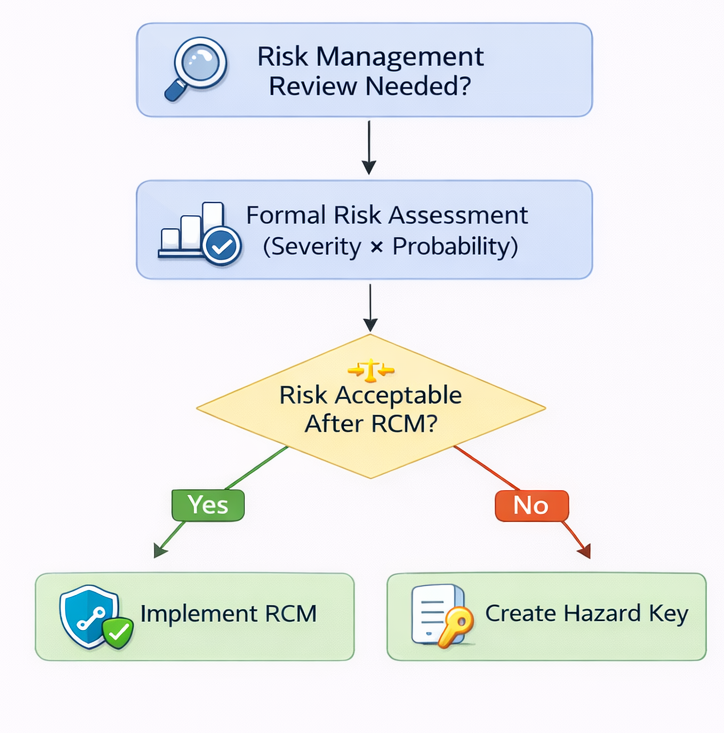 Risk Management
Review Needed?
Formal Risk Assessment
(Severity × Probability)
Risk Acceptable
After RCM?
Yes
No
Implement RCM
Create Hazard Key